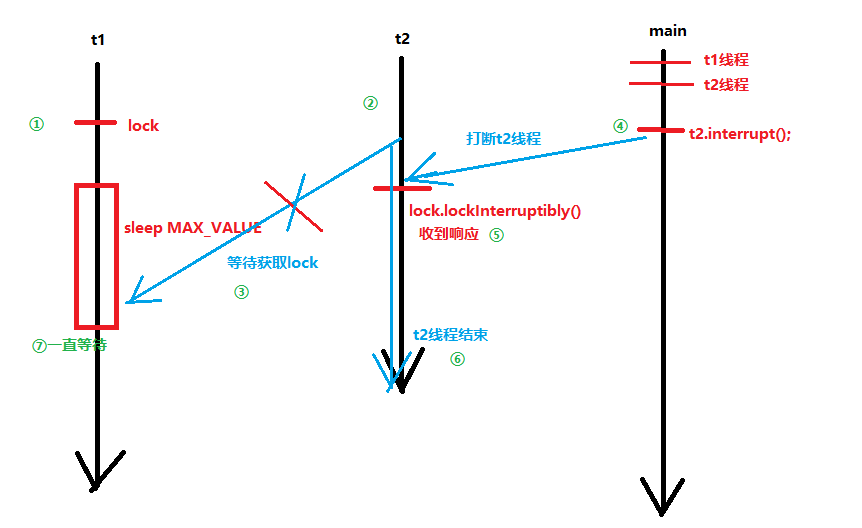 t1
t2
main
t1线程
t2线程
①
lock
②
④
t2.interrupt();
打断t2线程
lock.lockInterruptibly()
收到响应 ⑤
sleep MAX_VALUE
等待获取lock
③
t2线程结束
⑥
⑦一直等待